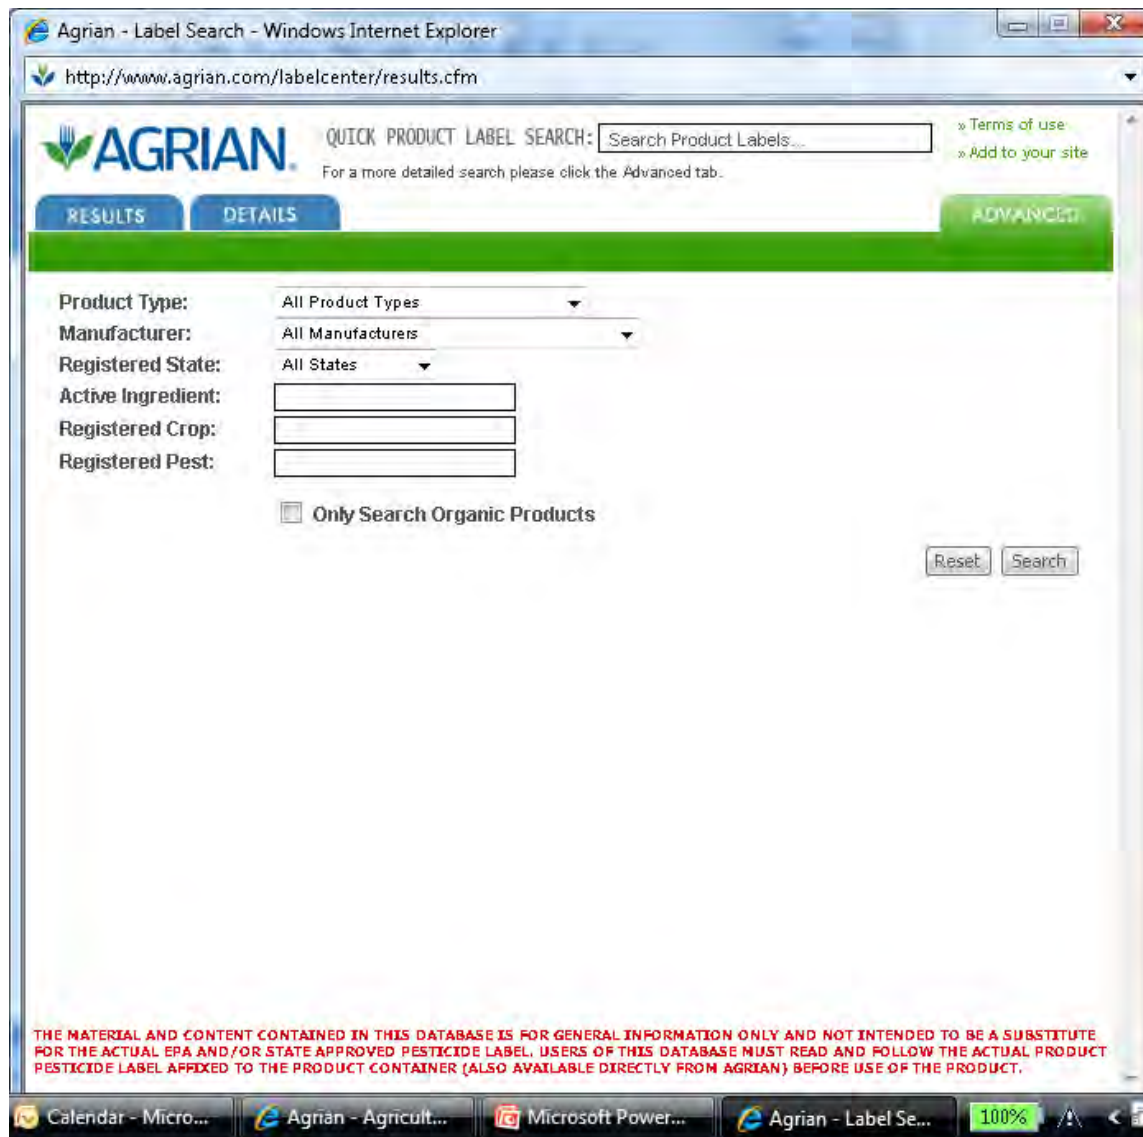 Agrian - Label Search - Windows Internet Explorer
http://www.agrian.com/labelcenter/results.cfm
AGRIAN.
QUICK PRODUCT LABEL SEARCH: Search Product Labels...
» Terms of use
» Add to your site
For a more detailed search please click the Advanced tab.
RESULTS DETAILS ADVANCED
Product Type: All Product Types
Manufacturer: All Manufacturers
Registered State: All States
Active Ingredient:
Registered Crop:
Registered Pest:
Only Search Organic Products
Reset Search
THE MATERIAL AND CONTENT CONTAINED IN THIS DATABASE IS FOR GENERAL INFORMATION ONLY AND NOT INTENDED TO BE A SUBSTITUTE
FOR THE ACTUAL EPA AND/OR STATE APPROVED PESTICIDE LABEL. USERS OF THIS DATABASE MUST READ AND FOLLOW THE ACTUAL PRODUCT
PESTICIDE LABEL AFFIXED TO THE PRODUCT CONTAINER (ALSO AVAILABLE DIRECTLY FROM AGRIAN) BEFORE USE OF THE PRODUCT.
Calendar - Micro... Agrian - Agricult... Microsoft Power... Agrian - Label Se... 100%